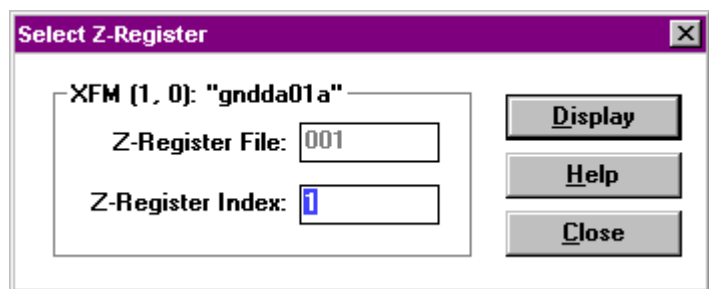 Select Z-Register
XFM (1, 0): "gndda01a"
Z-Register File: 001
Z-Register Index: 1
Display
Help
Close